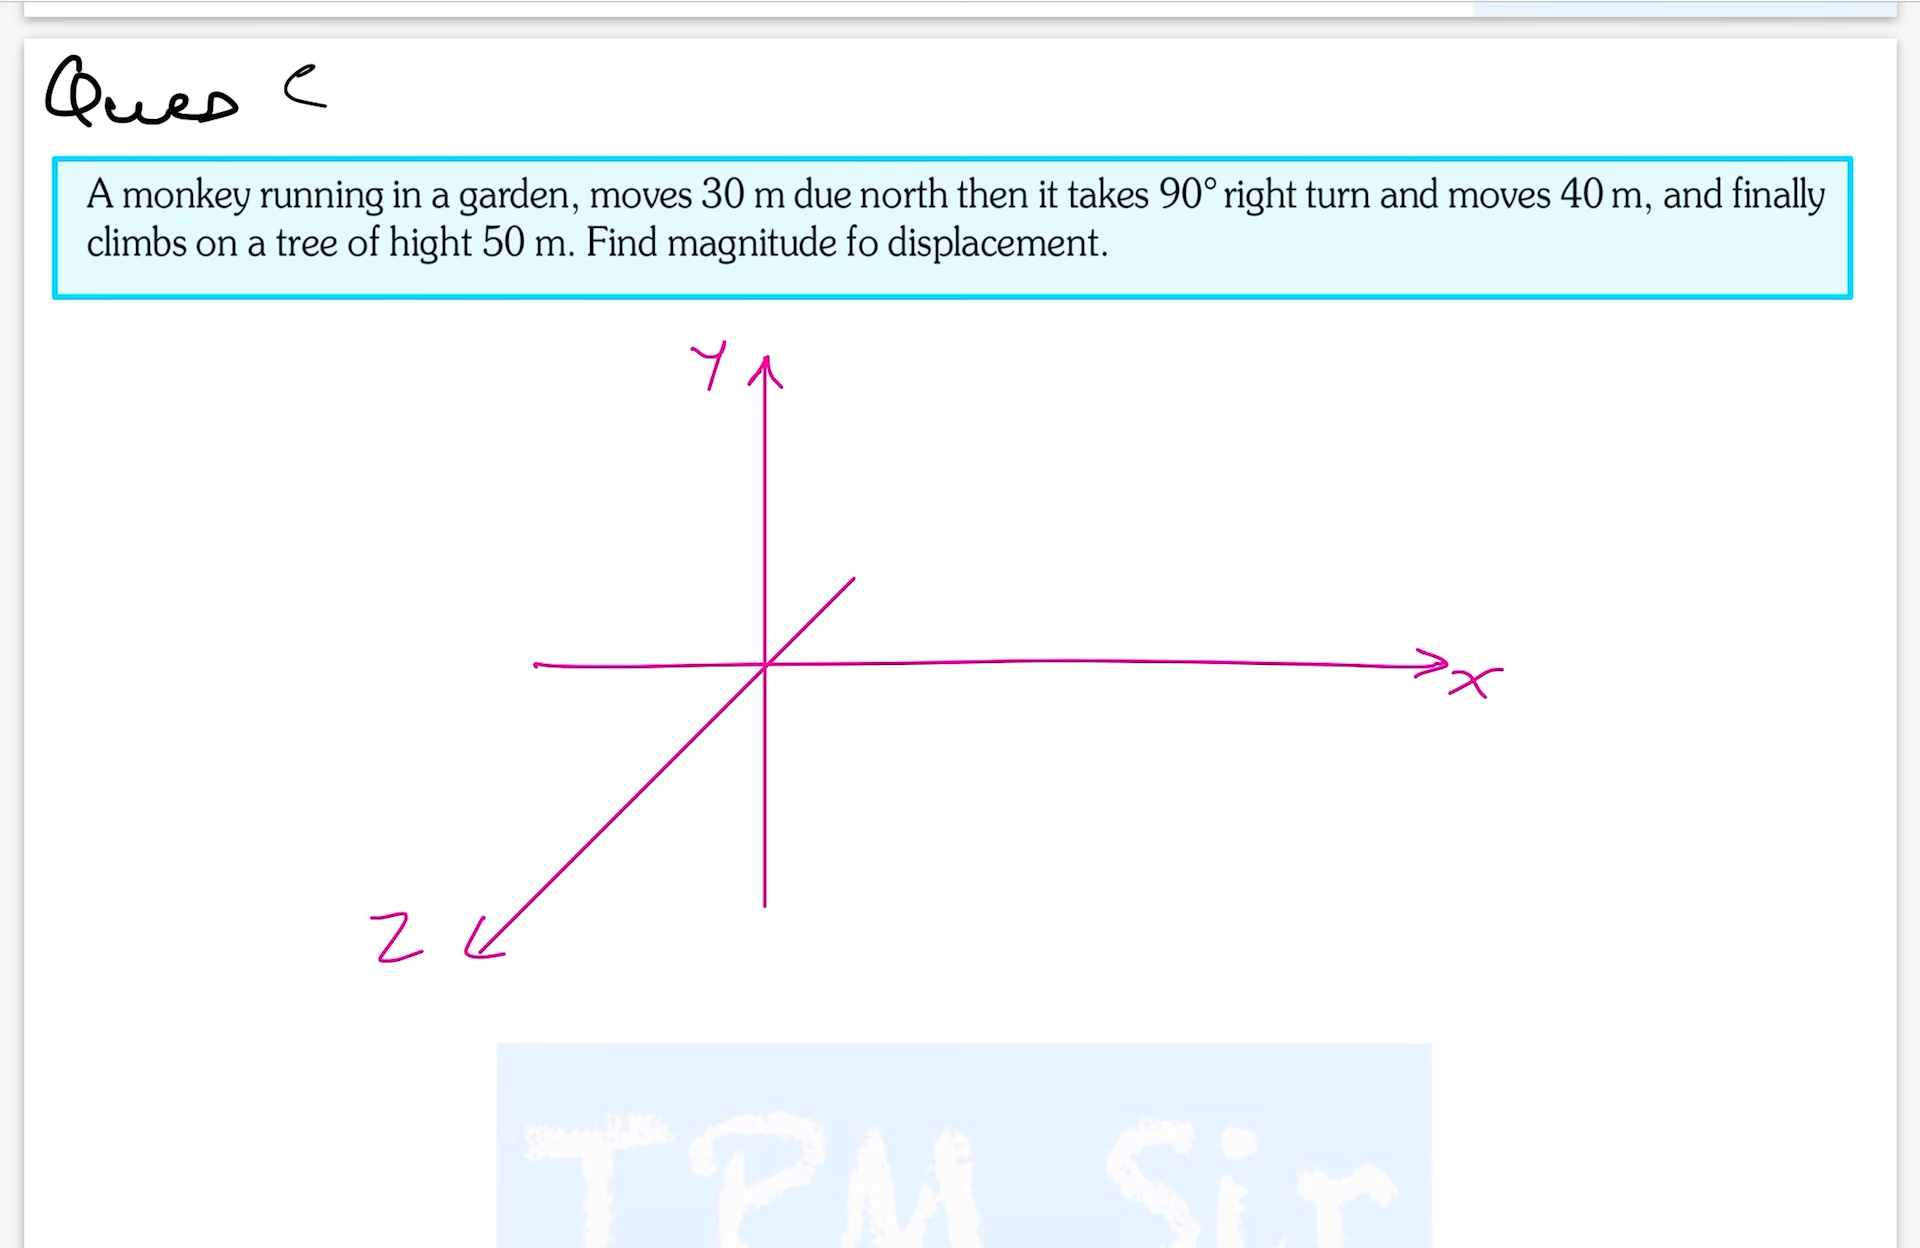 Ques
A monkey running in a garden, moves 30 m due north then it takes 90° right turn and moves 40 m, and finally
climbs on a tree of hight 50 m. Find magnitude fo displacement.
Y
X
Z
TPM Sir